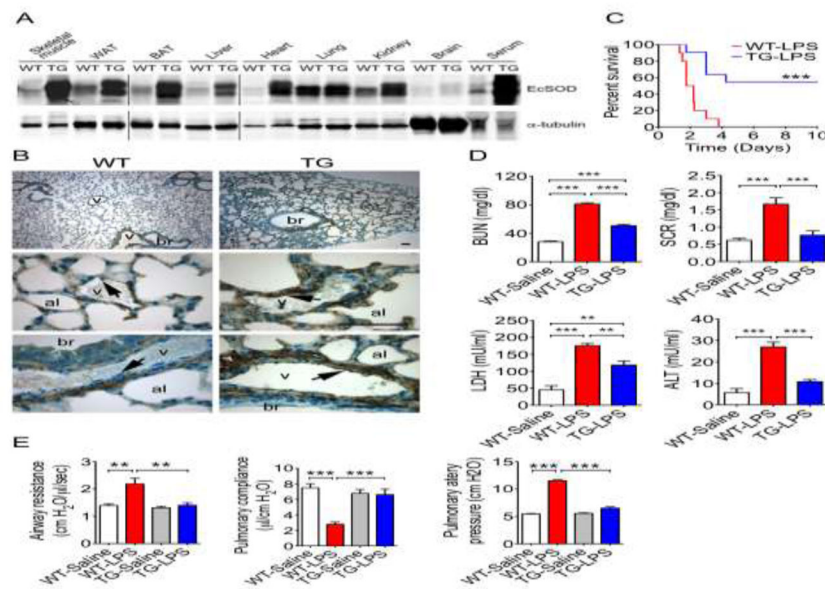 A
Skeletal muscle WAT BAT Liver Heart Lung Kidney Brain Serum
WT TG WT TG WT TG WT TG WT TG WT TG WT TG WT TG WT TG
EcSOD
α-tubulin
B
WT TG
v
br
br
v
al
v
al
br
v
al
al
v
br
C
Percent survival
100
80
60
40
20
0
0 2 4 6 8 10
Time (Days)
WT-LPS
TG-LPS
***
D
BUN (mg/dl)
120
80
40
0
***
*** ***
WT-Saline WT-LPS TG-LPS
SCR (mg/dl)
2.5
2.0
1.5
1.0
0.5
0.0
*** ***
WT-Saline WT-LPS TG-LPS
LDH (mU/ml)
250
200
150
100
50
0
**
*** **
WT-Saline WT-LPS TG-LPS
ALT (mU/ml)
40
30
20
10
0
*** ***
WT-Saline WT-LPS TG-LPS
E
Airway resistance
(cm H2O/µl/sec)
3
2
1
0
** **
WT-Saline WT-LPS TG-Saline TG-LPS
Pulmonary compliance
(µl/cm H2O)
10
8
6
4
2
0
*** ***
WT-Saline WT-LPS TG-Saline TG-LPS
Pulmonary atery
pressure (cm H2O)
15
10
5
0
*** ***
WT-Saline WT-LPS TG-Saline TG-LPS